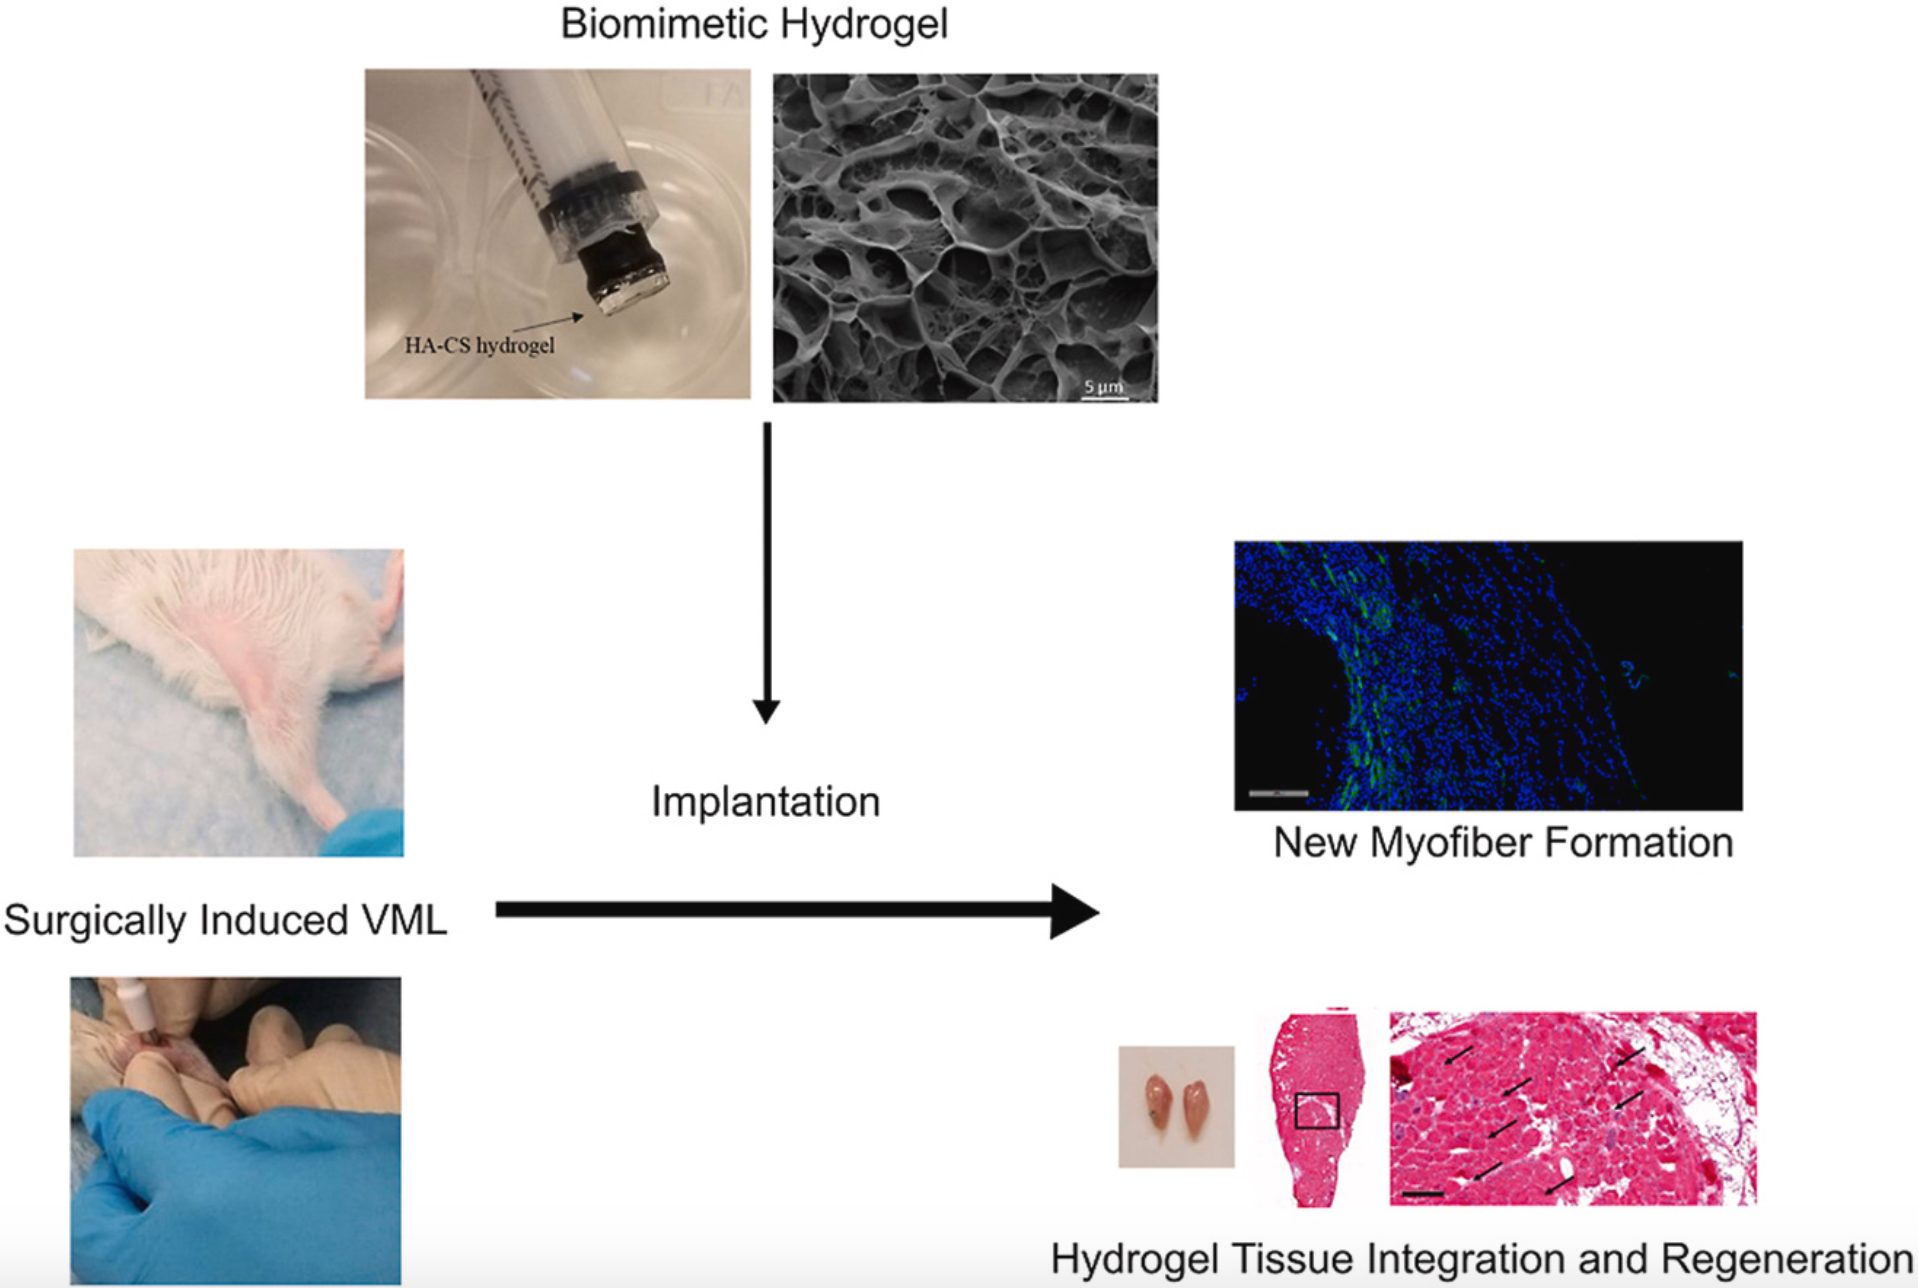 Biomimetic Hydrogel
HA-CS hydrogel
5 µm
Implantation
New Myofiber Formation
Surgically Induced VML
Hydrogel Tissue Integration and Regeneration